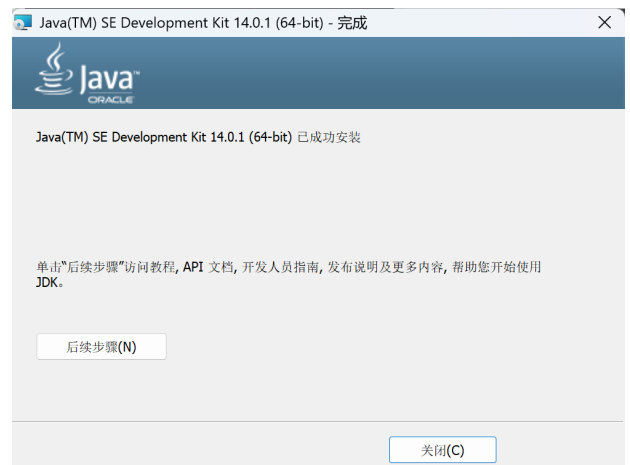 Java(TM) SE Development Kit 14.0.1 (64-bit) - 完成
Java™
ORACLE
Java(TM) SE Development Kit 14.0.1 (64-bit) 已成功安装
单击“后续步骤”访问教程, API 文档, 开发人员指南, 发布说明及更多内容, 帮助您开始使用
JDK。
后续步骤(N)
关闭(C)